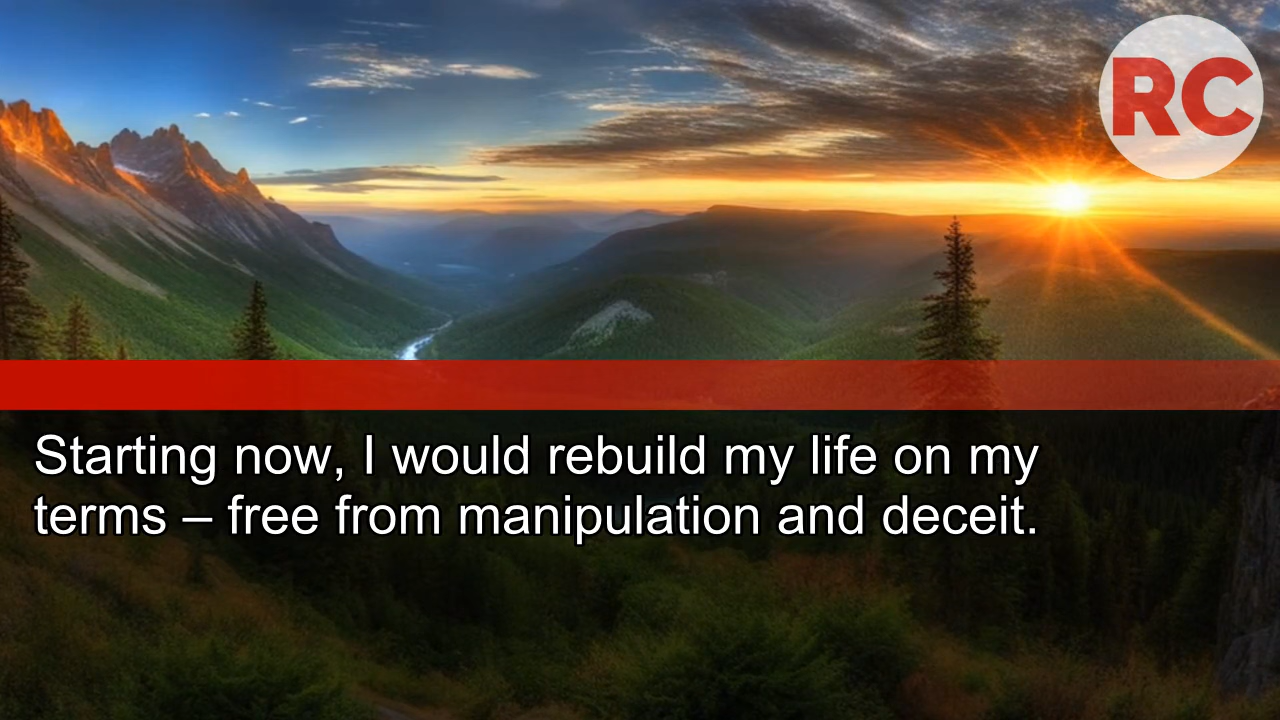 RC
Starting now, I would rebuild my life on my
terms – free from manipulation and deceit.